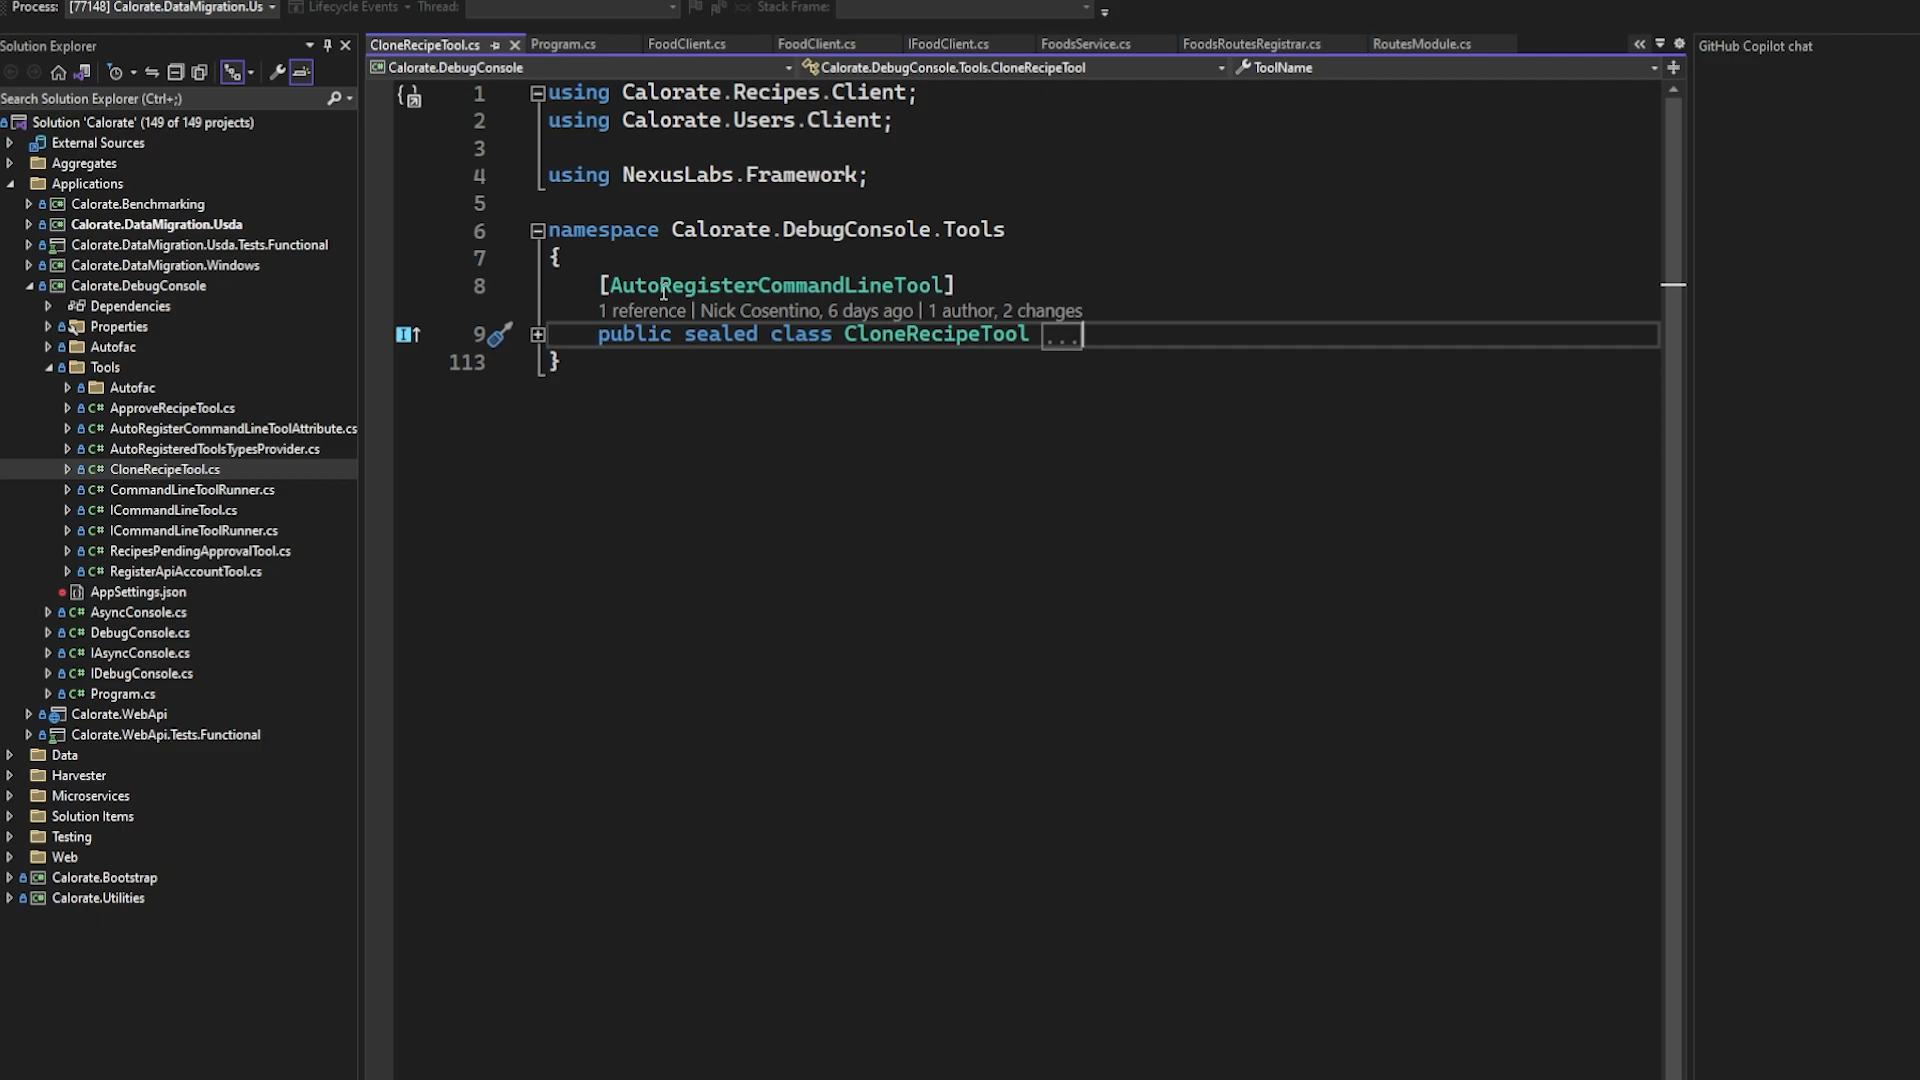 Process: [77148] Calorate.DataMigration.Us Lifecycle Events Thread: Stack Frame:
Solution Explorer
Search Solution Explorer (Ctrl+;)
Solution 'Calorate' (149 of 149 projects)
External Sources
Aggregates
Applications
Calorate.Benchmarking
Calorate.DataMigration.Usda
Calorate.DataMigration.Usda.Tests.Functional
Calorate.DataMigration.Windows
Calorate.DebugConsole
Dependencies
Properties
Autofac
Tools
Autofac
ApproveRecipeTool.cs
AutoRegisterCommandLineToolAttribute.cs
AutoRegisteredToolsTypesProvider.cs
CloneRecipeTool.cs
CommandLineToolRunner.cs
ICommandLineTool.cs
ICommandLineToolRunner.cs
RecipesPendingApprovalTool.cs
RegisterApiAccountTool.cs
AppSettings.json
AsyncConsole.cs
DebugConsole.cs
IAsyncConsole.cs
IDebugConsole.cs
Program.cs
Calorate.WebApi
Calorate.WebApi.Tests.Functional
Data
Harvester
Microservices
Solution Items
Testing
Web
Calorate.Bootstrap
Calorate.Utilities
CloneRecipeTool.cs Program.cs FoodClient.cs FoodClient.cs IFoodClient.cs FoodsService.cs FoodsRoutesRegistrar.cs RoutesModule.cs
Calorate.DebugConsole Calorate.DebugConsole.Tools.CloneRecipeTool ToolName
1 using Calorate.Recipes.Client;
2 using Calorate.Users.Client;
3
4 using NexusLabs.Framework;
5
6 namespace Calorate.DebugConsole.Tools
7 {
8 [AutoRegisterCommandLineTool]
1 reference | Nick Cosentino, 6 days ago | 1 author, 2 changes
9 public sealed class CloneRecipeTool ...
113 }
GitHub Copilot chat